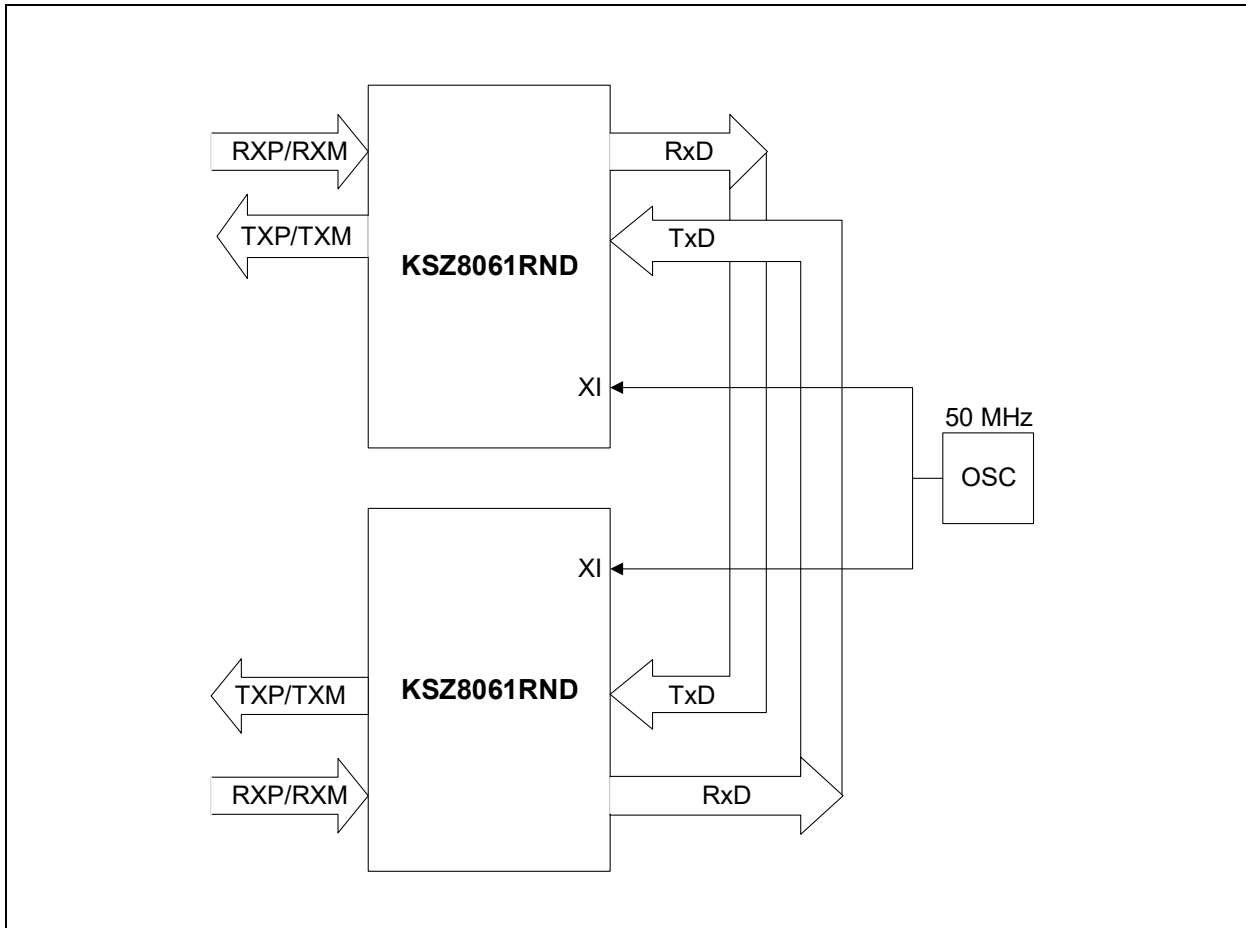 RXP/RXM
RxD
TXP/TXM
TxD
KSZ8061RND
XI
50 MHz
OSC
XI
TXP/TXM
KSZ8061RND
TxD
RXP/RXM
RxD